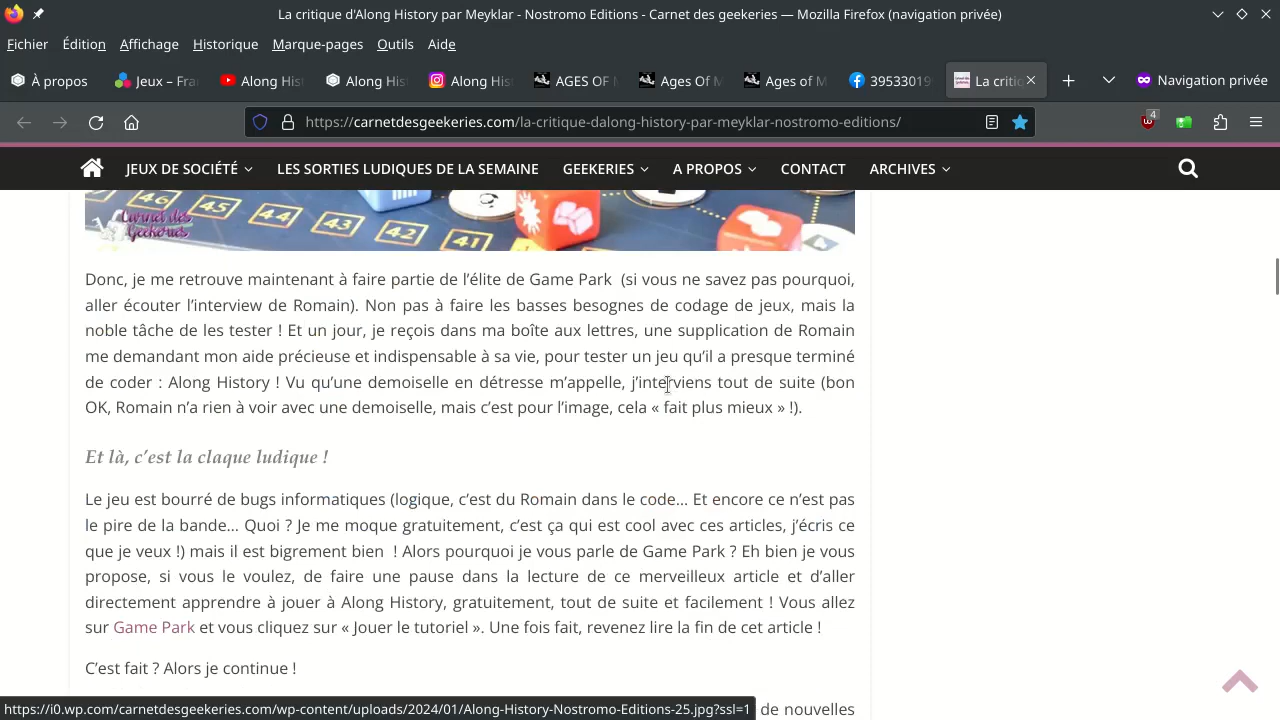 La critique d'Along History par Meyklar - Nostromo Editions - Carnet des geekeries — Mozilla Firefox (navigation privée)
Fichier Édition Affichage Historique Marque-pages Outils Aide
À propos Jeux – Fra Along His Along His Along His AGES OF Ages Of M Ages of M 39533019 La critic Navigation privée
https://carnetdesgeekeries.com/la-critique-dalong-history-par-meyklar-nostromo-editions/ 4
JEUX DE SOCIÉTÉ LES SORTIES LUDIQUES DE LA SEMAINE GEEKERIES A PROPOS CONTACT ARCHIVES
46 45 44 43 42 41
Carnet des Geekeries
Donc, je me retrouve maintenant à faire partie de l'élite de Game Park (si vous ne savez pas pourquoi,
aller écouter l'interview de Romain). Non pas à faire les basses besognes de codage de jeux, mais la
noble tâche de les tester ! Et un jour, je reçois dans ma boîte aux lettres, une supplication de Romain
me demandant mon aide précieuse et indispensable à sa vie, pour tester un jeu qu'il a presque terminé
de coder : Along History ! Vu qu'une demoiselle en détresse m'appelle, j'interviens tout de suite (bon
OK, Romain n'a rien à voir avec une demoiselle, mais c'est pour l'image, cela « fait plus mieux » !).
Et là, c'est la claque ludique !
Le jeu est bourré de bugs informatiques (logique, c'est du Romain dans le code… Et encore ce n'est pas
le pire de la bande… Quoi ? Je me moque gratuitement, c'est ça qui est cool avec ces articles, j'écris ce
que je veux !) mais il est bigrement bien ! Alors pourquoi je vous parle de Game Park ? Eh bien je vous
propose, si vous le voulez, de faire une pause dans la lecture de ce merveilleux article et d'aller
directement apprendre à jouer à Along History, gratuitement, tout de suite et facilement ! Vous allez
sur Game Park et vous cliquez sur « Jouer le tutoriel ». Une fois fait, revenez lire la fin de cet article !
C'est fait ? Alors je continue !
https://i0.wp.com/carnetdesgeekeries.com/wp-content/uploads/2024/01/Along-History-Nostromo-Editions-25.jpg?ssl=1 de nouvelles